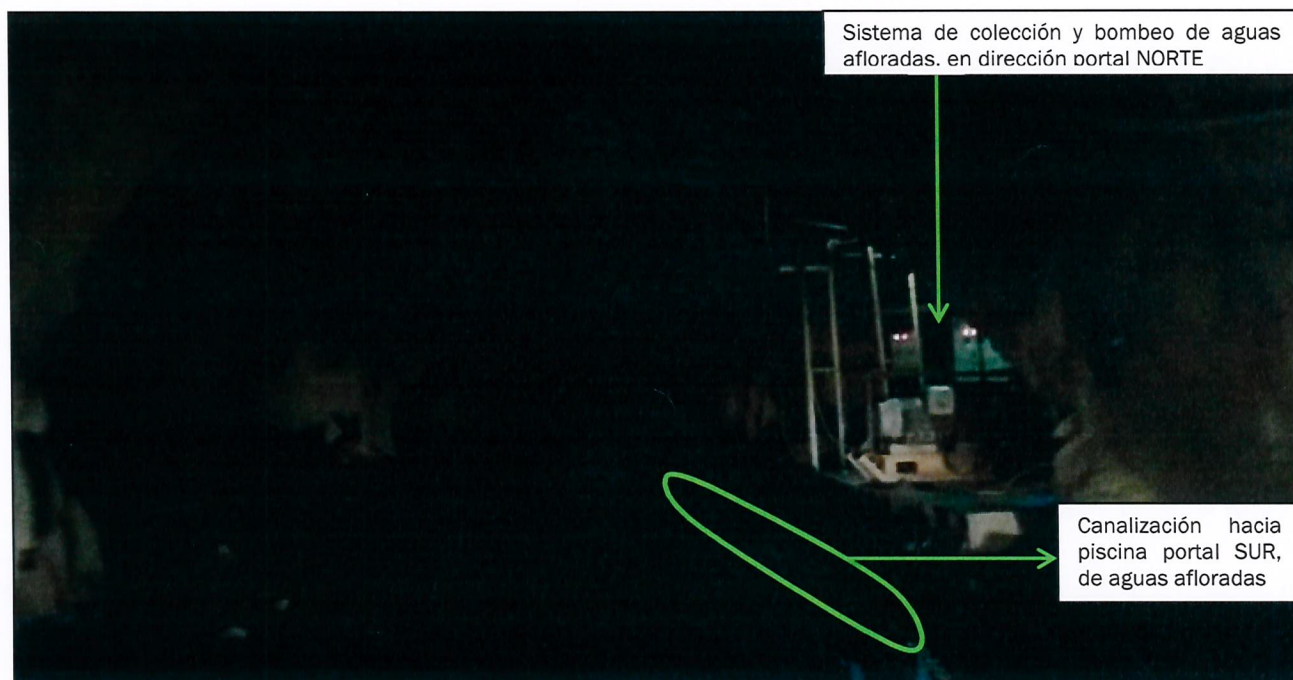 Sistema de colección y bombeo de aguas
afloradas, en dirección portal NORTE
Canalización hacia
piscina portal SUR,
de aguas afloradas